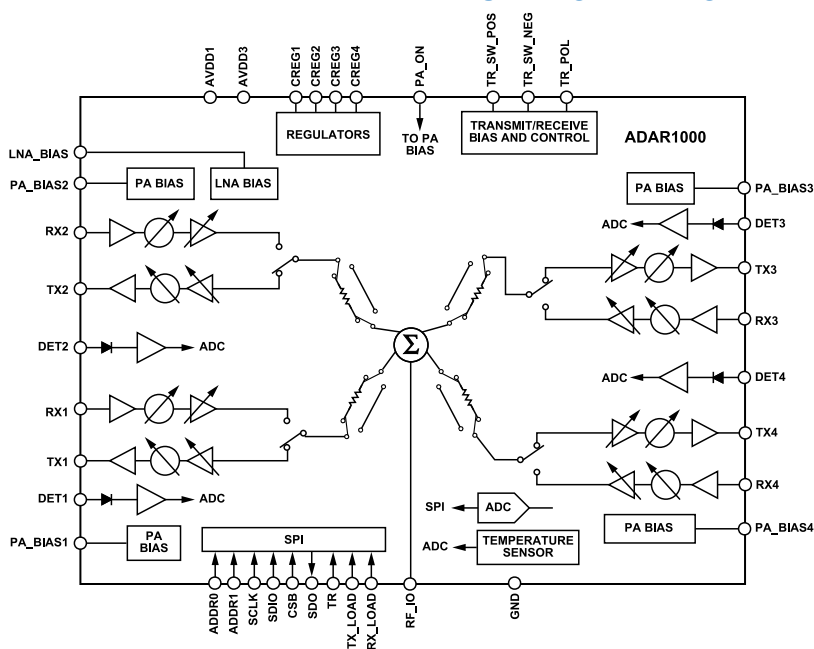 AVDD1
AVDD3
CREG1
CREG2
CREG3
CREG4
PA_ON
TR_SW_POS
TR_SW_NEG
TR_POL
REGULATORS
TO PA
BIAS
TRANSMIT/RECEIVE
BIAS AND CONTROL
ADAR1000
LNA_BIAS
PA_BIAS2
PA BIAS
LNA BIAS
PA BIAS
PA_BIAS3
RX2
ADC
DET3
TX2
TX3
DET2
ADC
RX3
ADC
DET4
RX1
TX4
TX1
RX4
DET1
ADC
SPI
ADC
PA_BIAS1
PA
BIAS
SPI
ADC
TEMPERATURE
SENSOR
PA BIAS
PA_BIAS4
ADDR0
ADDR1
SCLK
SDIO
CSB
SDO
TR
TX_LOAD
RX_LOAD
RF_IO
GND
Σ